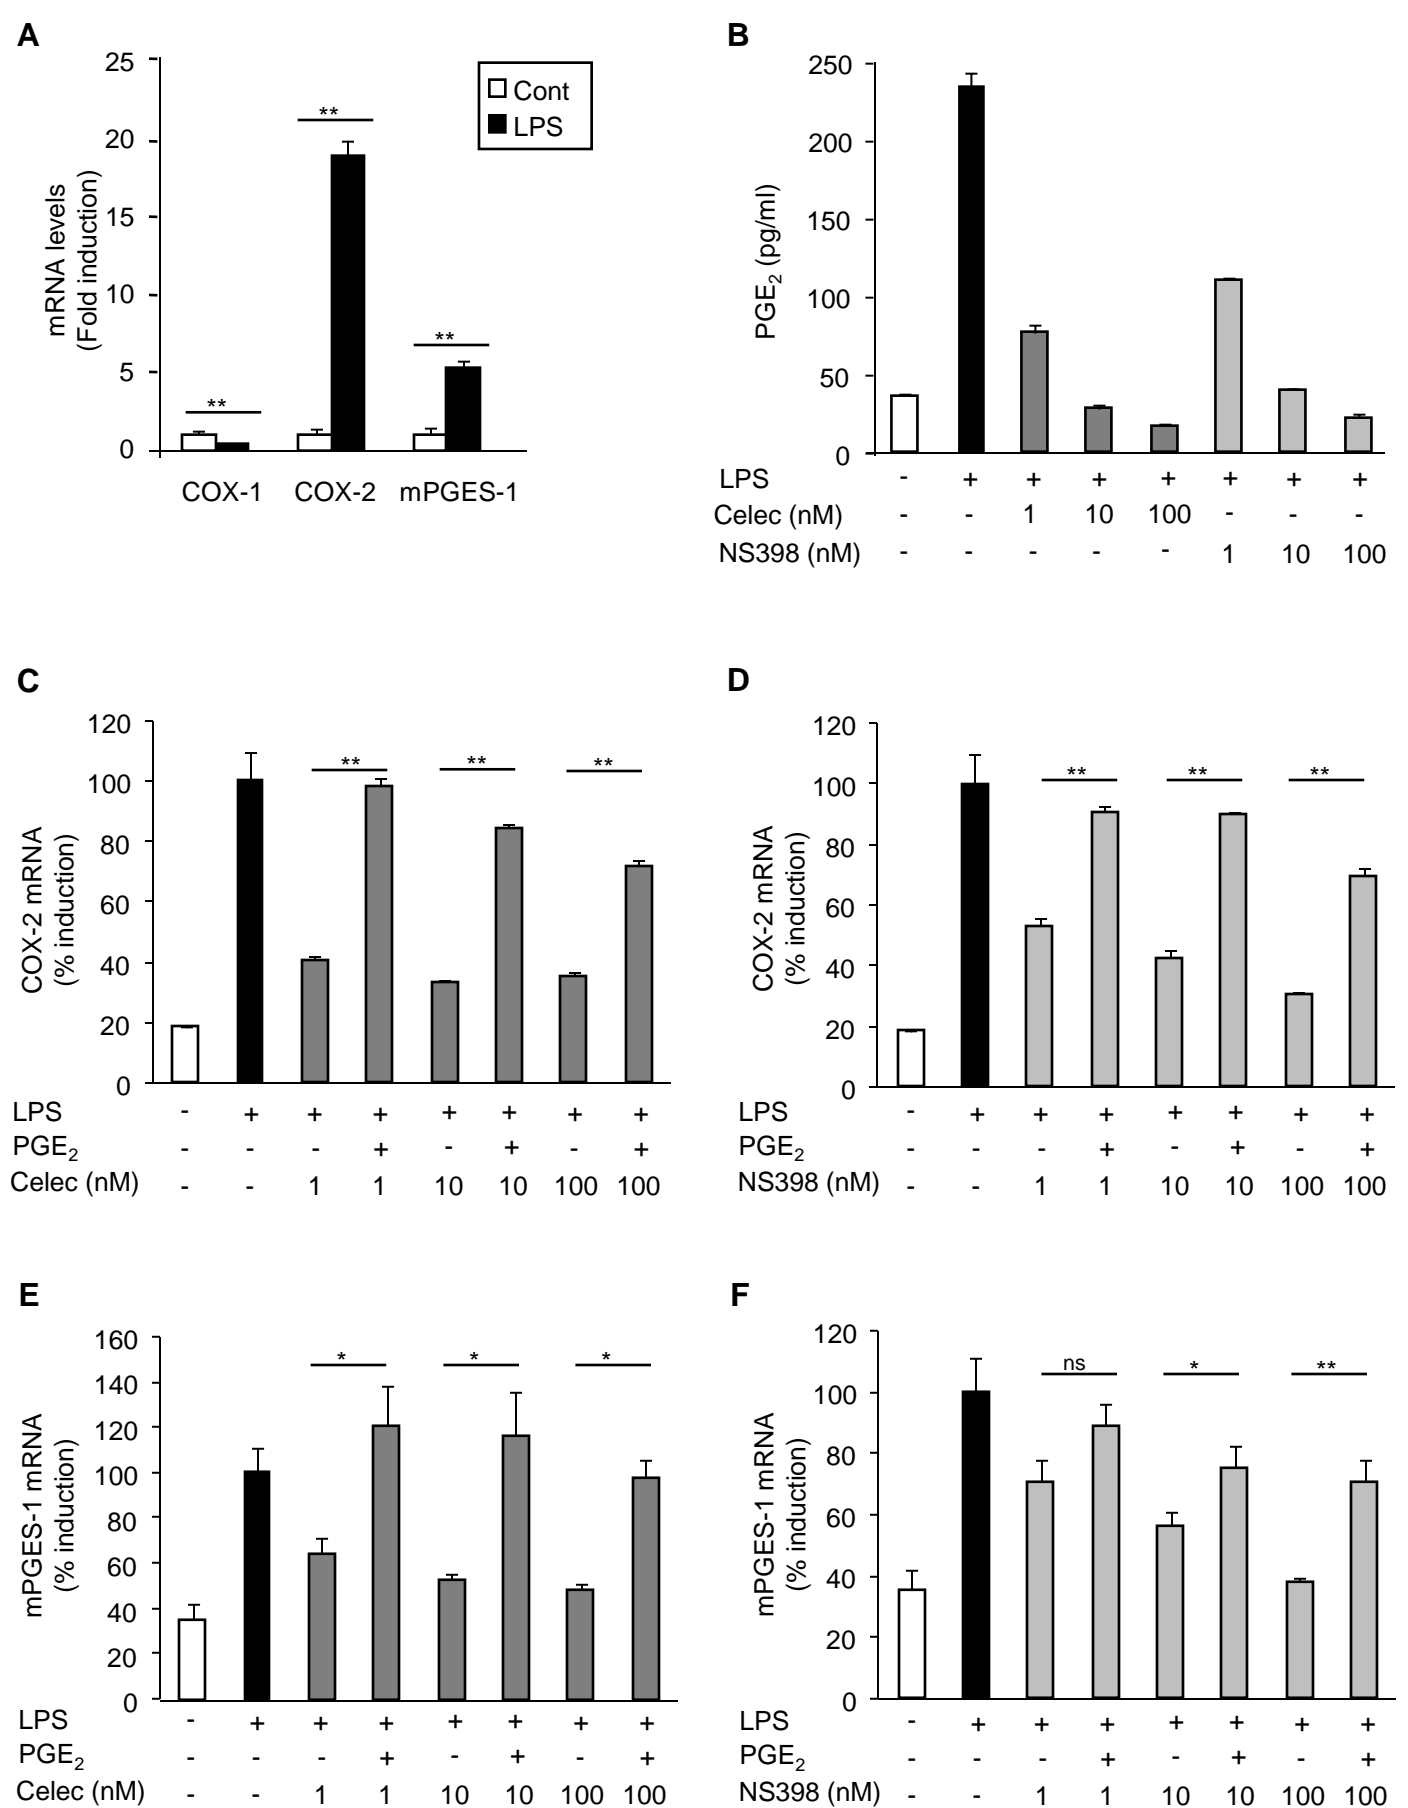 A
25
20
15
10
5
0
mRNA levels
(Fold induction)
Cont
LPS
**
**
**
COX-1 COX-2 mPGES-1
B
250
200
150
100
50
0
PGE2 (pg/ml)
LPS - + + + + + + +
Celec (nM) - - 1 10 100 - - -
NS398 (nM) - - - - - 1 10 100
C
120
100
80
60
40
20
0
COX-2 mRNA
(% induction)
** ** **
LPS - + + + + + + +
PGE2 - - - + - + - +
Celec (nM) - - 1 1 10 10 100 100
D
120
100
80
60
40
20
0
COX-2 mRNA
(% induction)
** ** **
LPS - + + + + + + +
PGE2 - - - + - + - +
NS398 (nM) - - 1 1 10 10 100 100
E
160
140
120
100
80
60
40
20
0
mPGES-1 mRNA
(% induction)
* * *
LPS - + + + + + + +
PGE2 - - - + - + - +
Celec (nM) - - 1 1 10 10 100 100
F
120
100
80
60
40
20
0
mPGES-1 mRNA
(% induction)
ns * **
LPS - + + + + + + +
PGE2 - - - + - + - +
NS398 (nM) - - 1 1 10 10 100 100